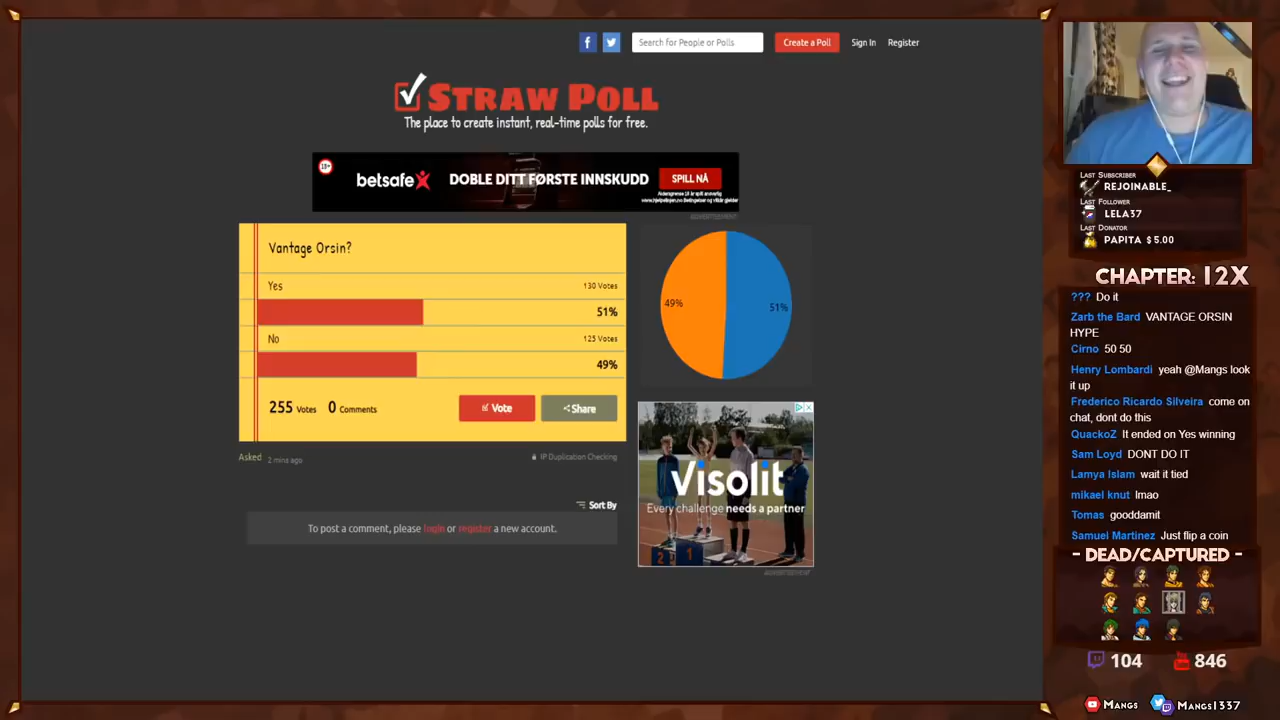 Search for People or Polls
Create a Poll
Sign In
Register
STRAW POLL
The place to create instant, real-time polls for free.
18+
betsafe
DOBLE DITT FØRSTE INNSKUDD
SPILL NÅ
ADVERTISEMENT
Vantage Orsin?
Yes
130 Votes
51%
No
125 Votes
49%
255 Votes
0 Comments
Vote
Share
Asked 2 mins ago
IP Duplication Checking
49%
51%
Visolit
Every challenge needs a partner
2
1
ADVERTISEMENT
Sort By
To post a comment, please login or register a new account.
LAST SUBSCRIBER
REJOINABLE_
LAST FOLLOWER
LELA37
LAST DONATOR
PAPITA $5.00
CHAPTER: 12X
??? Do it
Zarb the Bard VANTAGE ORSIN
HYPE
Cirno 50 50
Henry Lombardi yeah @Mangs look
it up
Frederico Ricardo Silveira come on
chat, dont do this
QuackoZ It ended on Yes winning
Sam Loyd DONT DO IT
Lamya Islam wait it tied
mikael knut lmao
Tomas gooddamit
Samuel Martinez Just flip a coin
- DEAD/CAPTURED -
104
846
MANGS
MANGS1337